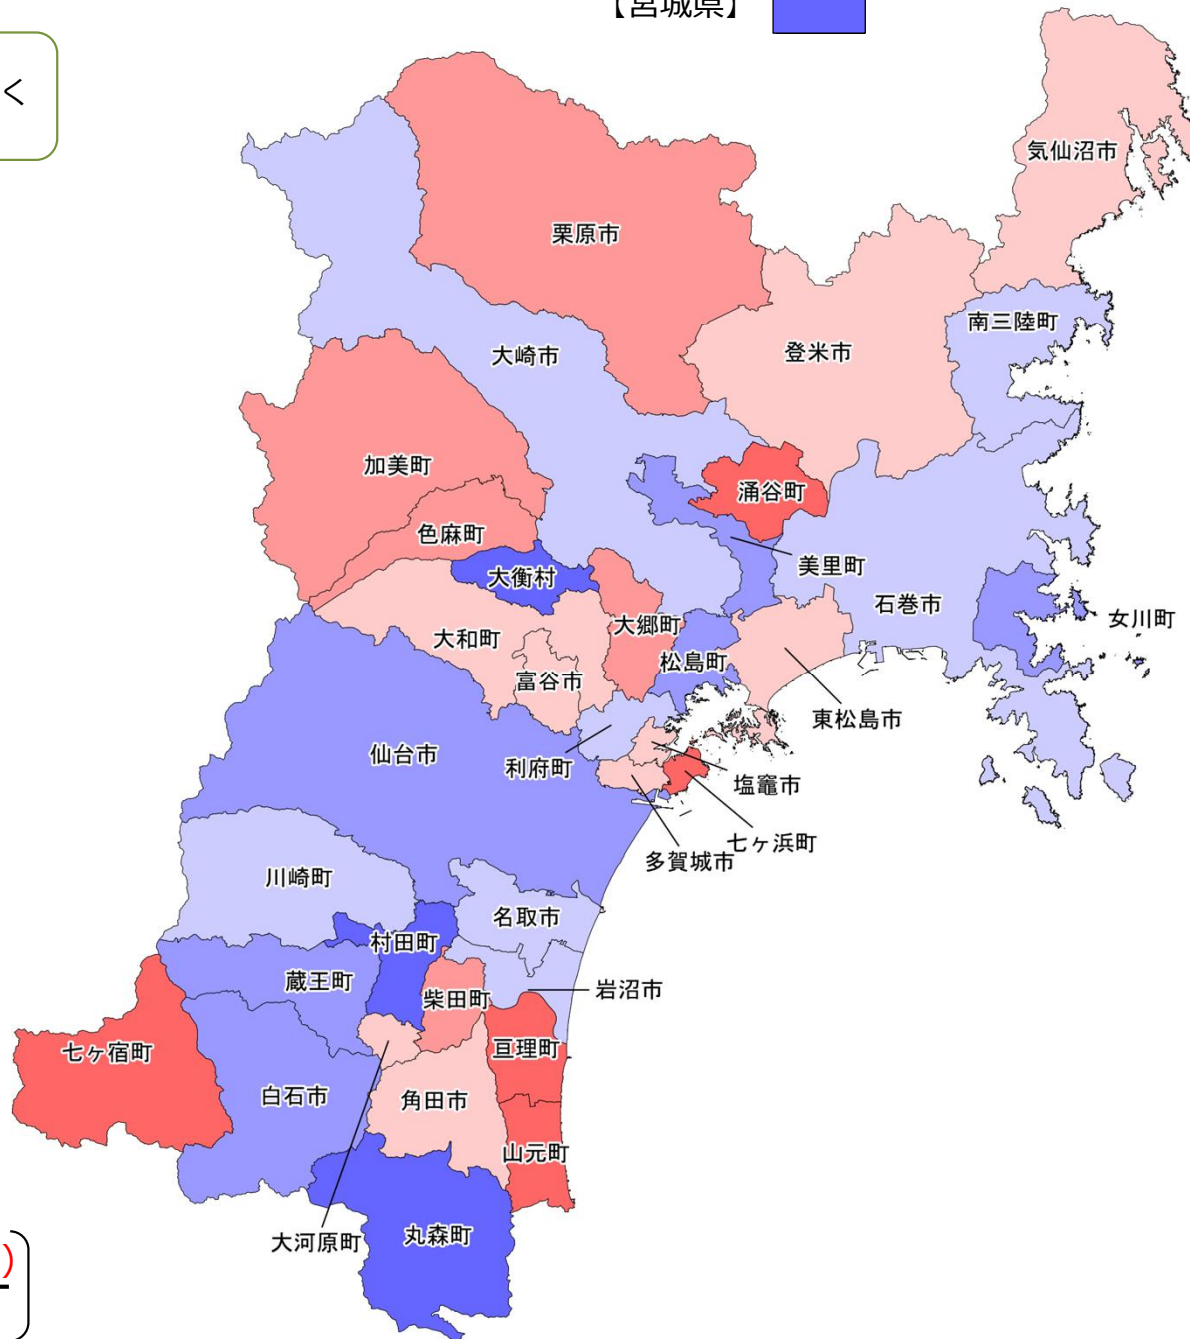 【宮城県】
く
気仙沼市
栗原市
南三陸町
登米市
大崎市
加美町
涌谷町
色麻町
美里町
大衡村
石巻市
女川町
大郷町
大和町
松島町
富谷市
東松島市
仙台市
利府町
塩竈市
七ヶ浜町
多賀城市
川崎町
名取市
村田町
蔵王町
岩沼市
柴田町
亘理町
七ヶ宿町
白石市
角田市
山元町
丸森町
大河原町
)